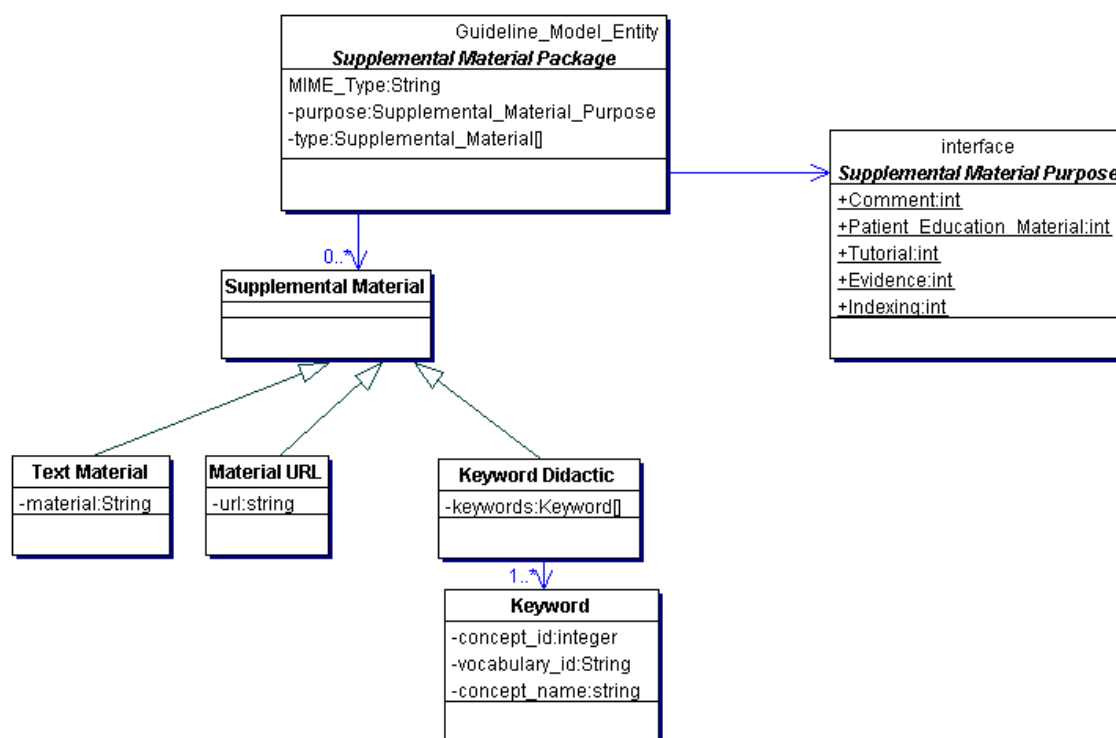 Guideline_Model_Entity
Supplemental Material Package
MIME_Type:String
-purpose:Supplemental_Material_Purpose
-type:Supplemental_Material[]
interface
Supplemental Material Purpose
+Comment:int
+Patient_Education_Material:int
+Tutorial:int
+Evidence:int
+Indexing:int
0..*
Supplemental Material
Text Material
-material:String
Material URL
-url:string
Keyword Didactic
-keywords:Keyword[]
1..*
Keyword
-concept_id:integer
-vocabulary_id:String
-concept_name:string